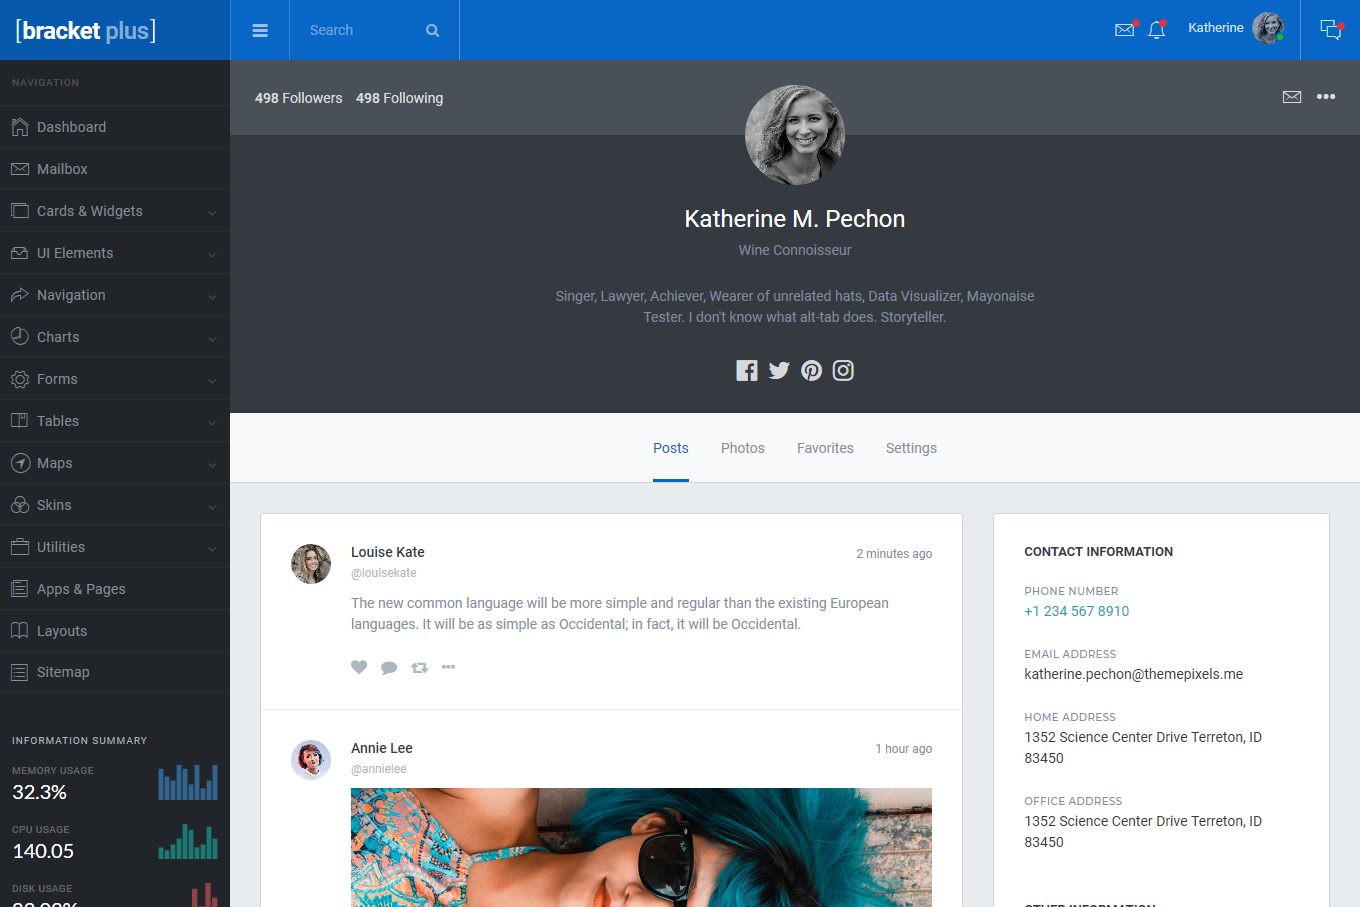 [bracket plus]
Search
Katherine
NAVIGATION
Dashboard
Mailbox
Cards & Widgets
UI Elements
Navigation
Charts
Forms
Tables
Maps
Skins
Utilities
Apps & Pages
Layouts
Sitemap
INFORMATION SUMMARY
MEMORY USAGE
32.3%
CPU USAGE
140.05
DISK USAGE
498 Followers 498 Following
Katherine M. Pechon
Wine Connoisseur
Singer, Lawyer, Achiever, Wearer of unrelated hats, Data Visualizer, Mayonaise
Tester. I don't know what alt-tab does. Storyteller.
Posts Photos Favorites Settings
Louise Kate
2 minutes ago
@louisekate
The new common language will be more simple and regular than the existing European
languages. It will be as simple as Occidental; in fact, it will be Occidental.
Annie Lee
1 hour ago
@annielee
CONTACT INFORMATION
PHONE NUMBER
+1 234 567 8910
EMAIL ADDRESS
katherine.pechon@themepixels.me
HOME ADDRESS
1352 Science Center Drive Terreton, ID
83450
OFFICE ADDRESS
1352 Science Center Drive Terreton, ID
83450